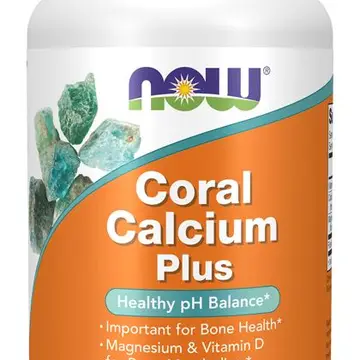 NOW®
Coral
Calcium
Plus
Healthy pH Balance*
• Important for Bone Health*
• Magnesium & Vitamin D